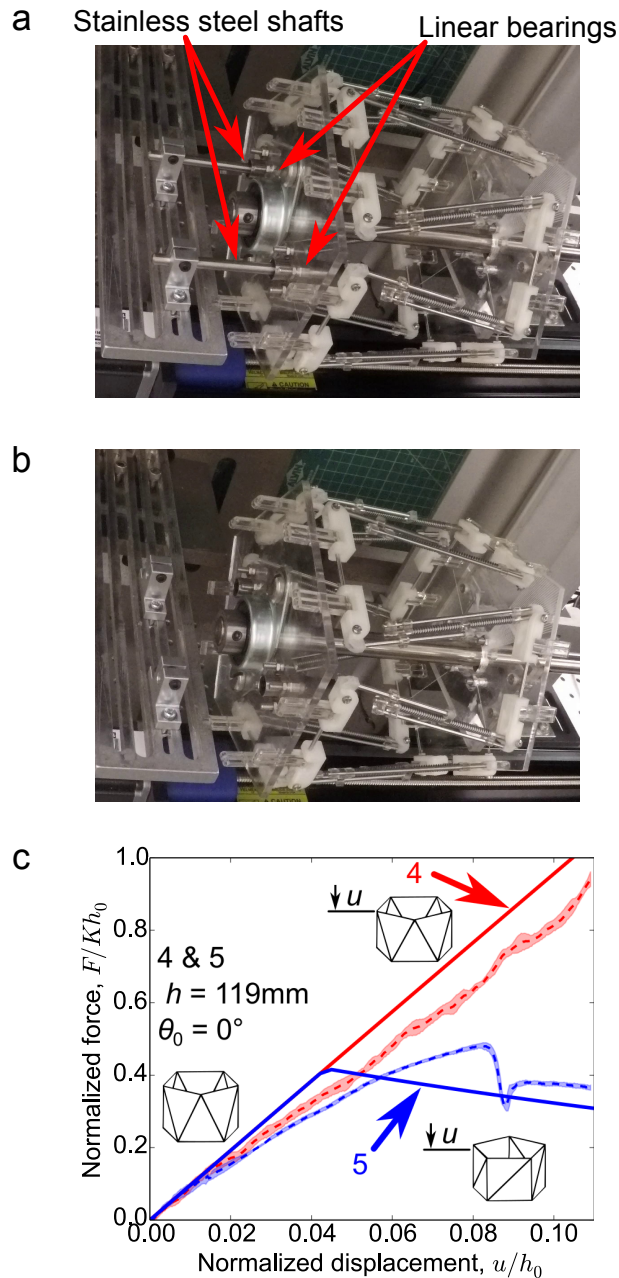 a
Stainless steel shafts
Linear bearings
CAUTION
b
c
1.0
0.8
0.6
0.4
0.2
0.0
Normalized force, F/Kh₀
4
u
4 & 5
h = 119mm
θ₀ = 0°
5
u
0.00
0.02
0.04
0.06
0.08
0.10
Normalized displacement, u/h₀